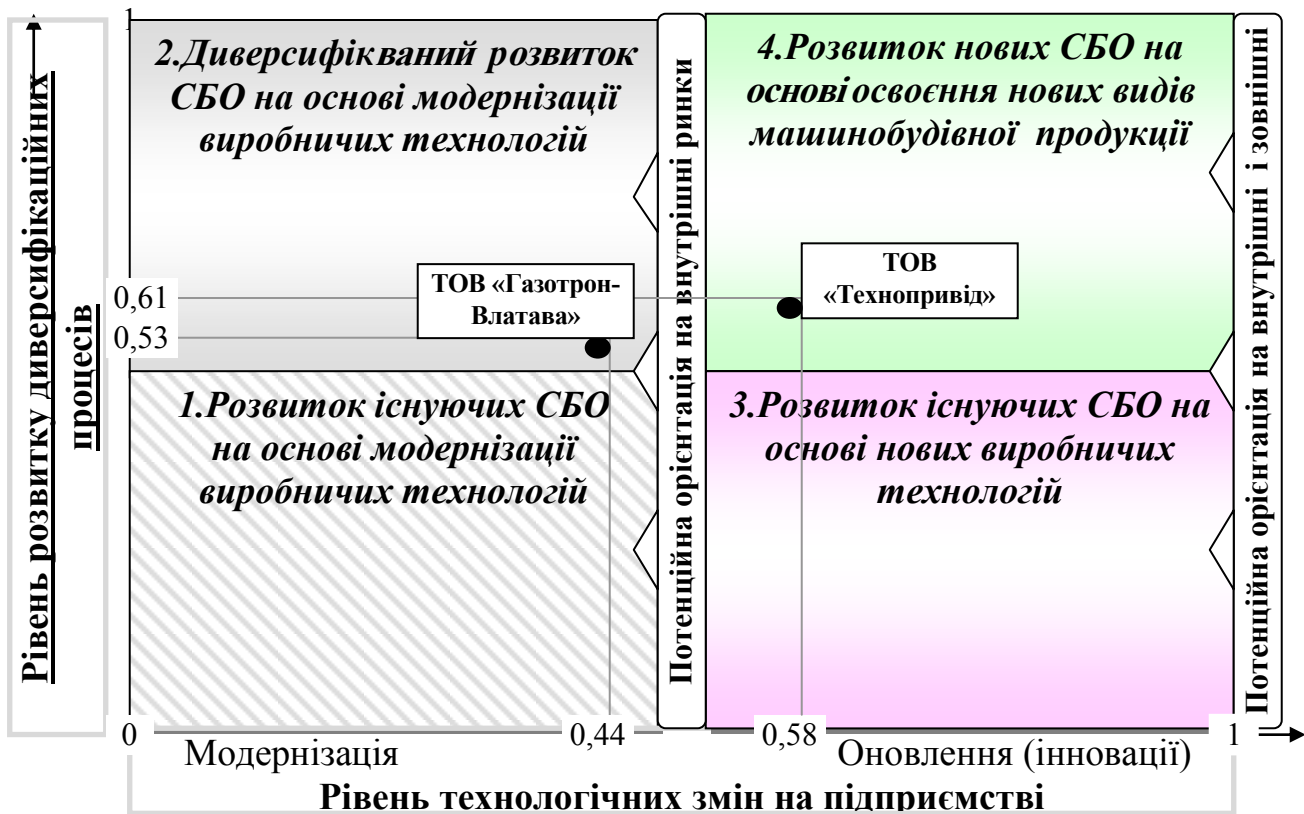 1
Рівень розвитку диверсифікаційних
процесів
2.Диверсифікваний розвиток
СБО на основі модернізації
виробничих технологій
Потенційна орієнтація на внутрішні ринки
4.Розвиток нових СБО на
основі освоєння нових видів
машинобудівної продукції
Потенційна орієнтація на внутрішні і зовнішні
0,61
0,53
ТОВ «Газотрон-
Влатава»
ТОВ
«Технопривід»
1.Розвиток існуючих СБО
на основі модернізації
виробничих технологій
3.Розвиток існуючих СБО на
основі нових виробничих
технологій
0
0,44
0,58
1
Модернізація
Оновлення (інновації)
Рівень технологічних змін на підприємстві